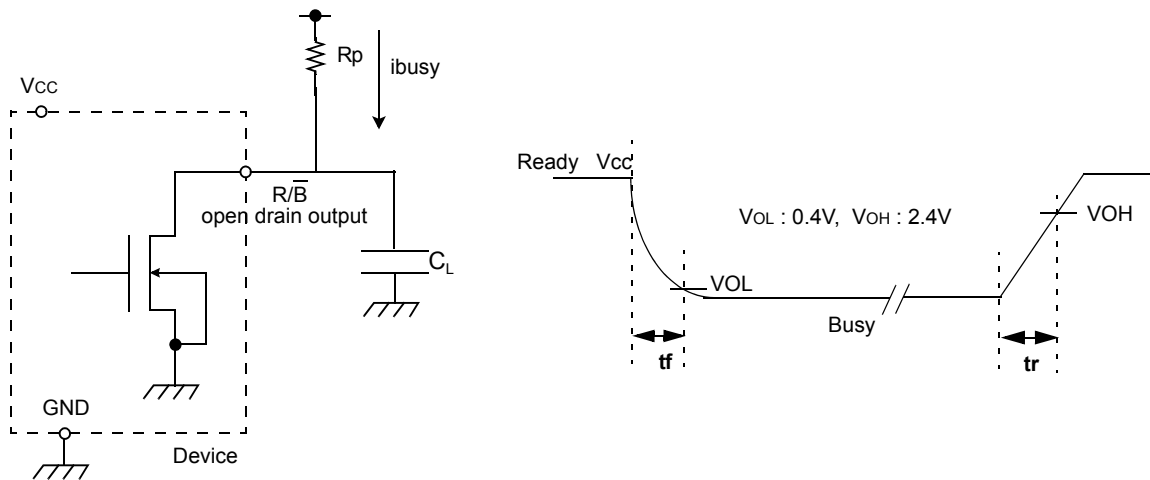 Rp
ibusy
VCC
R/B̅
open drain output
CL
GND
Device
Ready Vcc
VOL : 0.4V, VOH : 2.4V
VOH
VOL
Busy
tf
tr